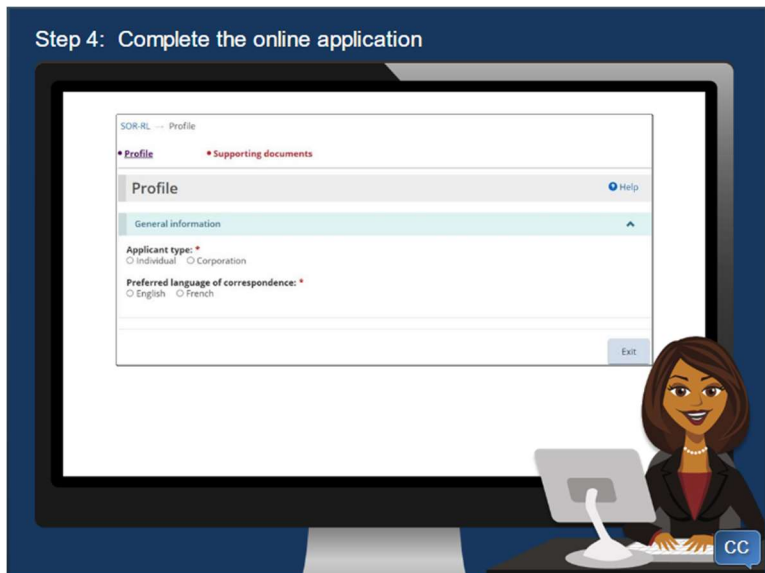 Step 4: Complete the online application
SOR-RL → Profile
• Profile • Supporting documents
Profile
Help
General information
Applicant type: *
Individual Corporation
Preferred language of correspondence: *
English French
Exit
CC